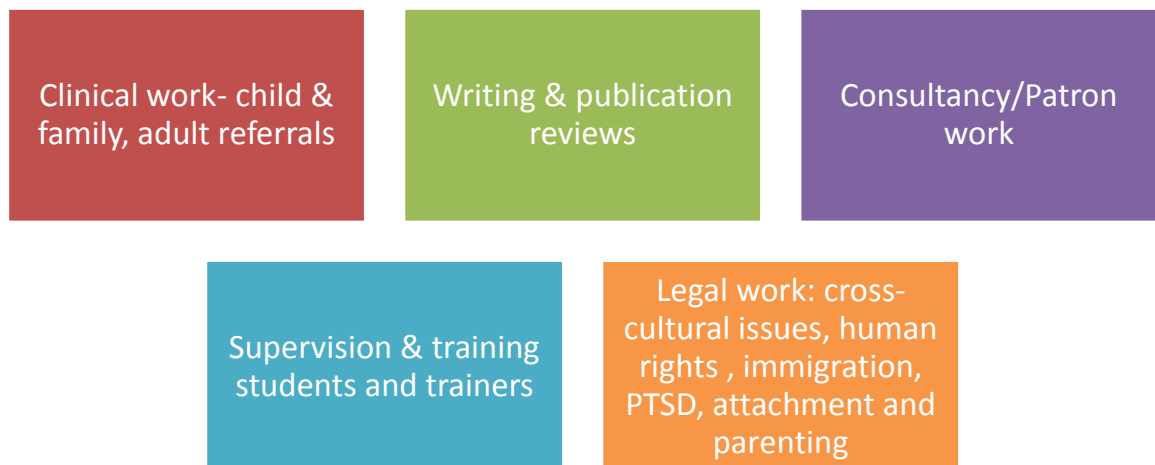 Clinical work- child &
family, adult referrals
Writing & publication
reviews
Consultancy/Patron
work
Supervision & training
students and trainers
Legal work: cross-
cultural issues, human
rights , immigration,
PTSD, attachment and
parenting